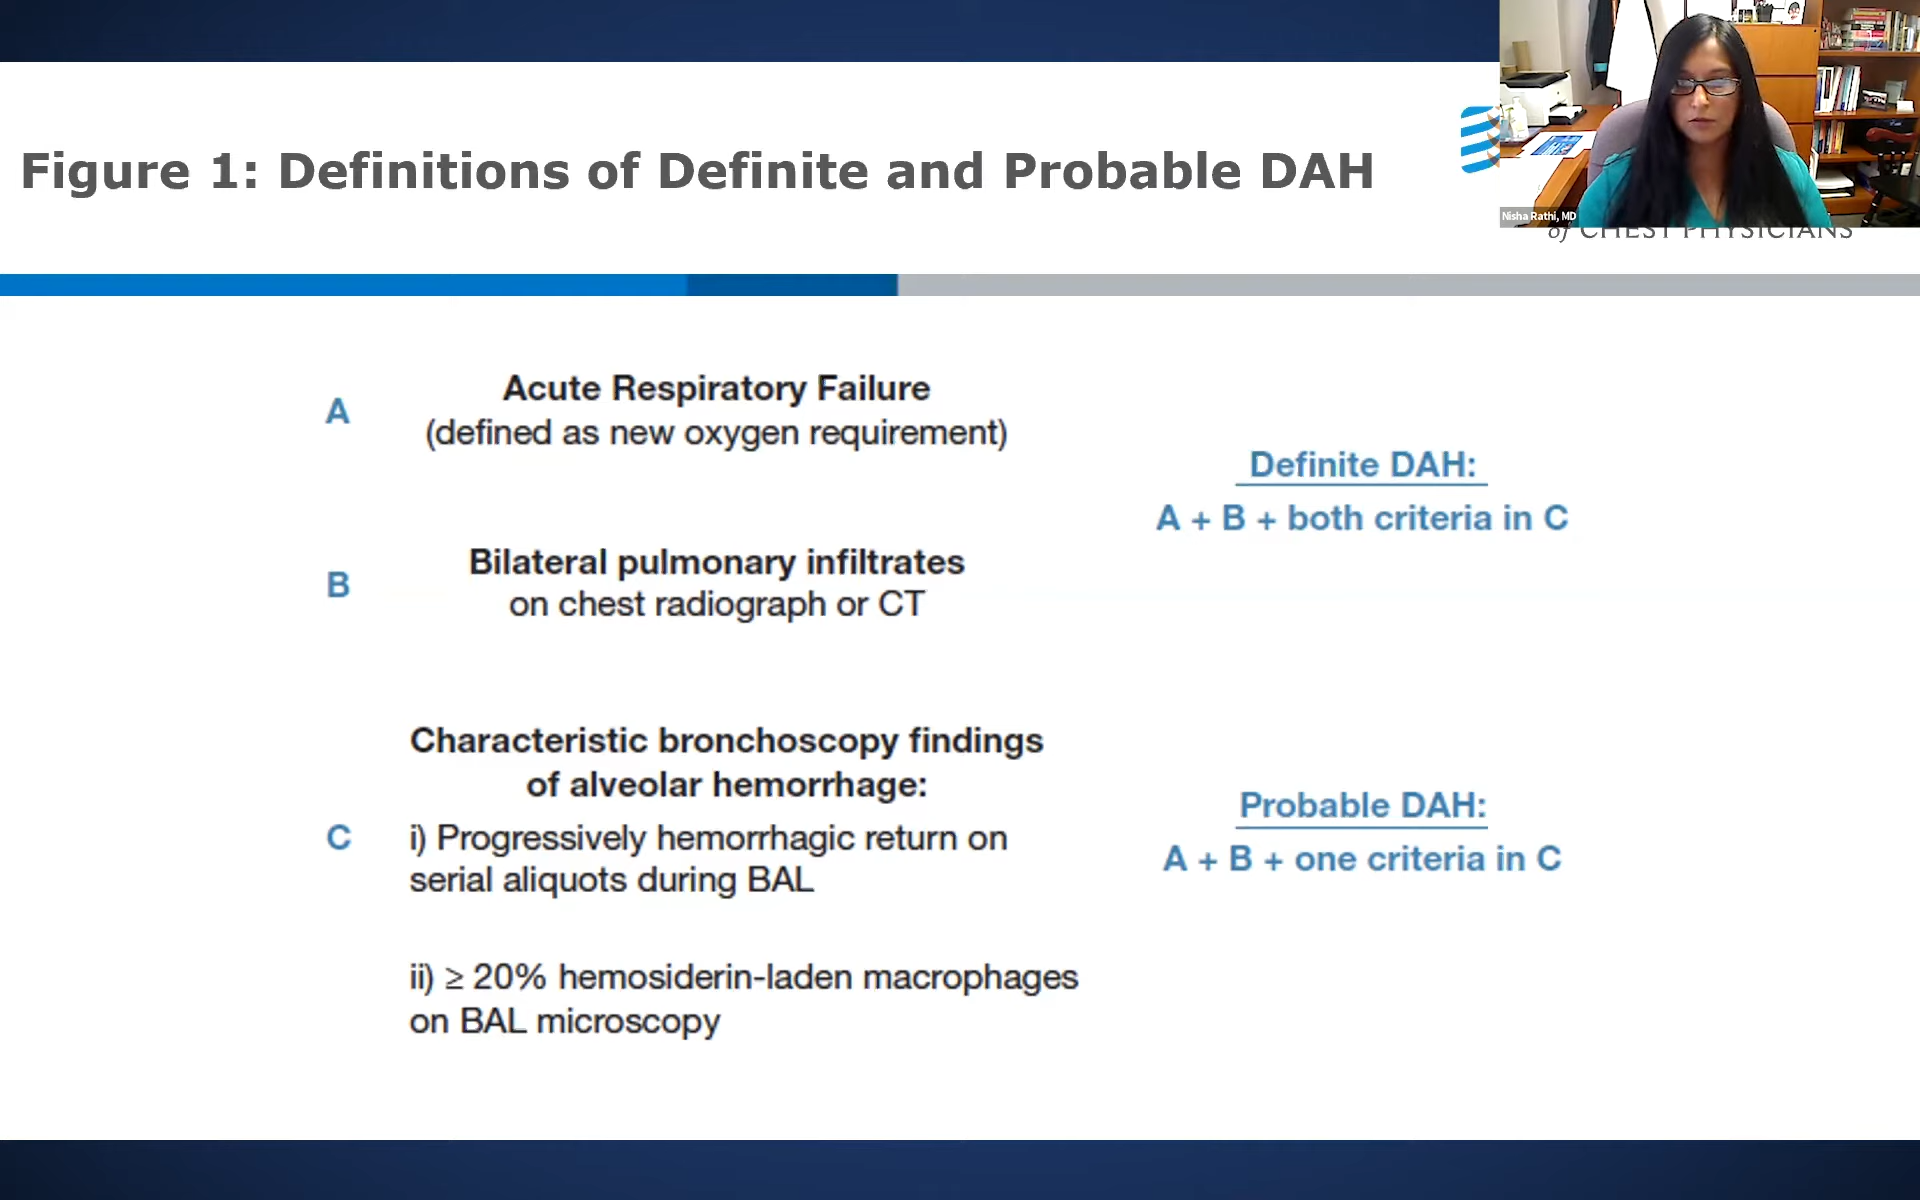 Figure 1: Definitions of Definite and Probable DAH
Nisha Rathi, MD
of CHEST PHYSICIANS
A
Acute Respiratory Failure
(defined as new oxygen requirement)
Definite DAH:
A + B + both criteria in C
B
Bilateral pulmonary infiltrates
on chest radiograph or CT
Characteristic bronchoscopy findings
of alveolar hemorrhage:
C
i) Progressively hemorrhagic return on
serial aliquots during BAL
Probable DAH:
A + B + one criteria in C
ii) ≥ 20% hemosiderin-laden macrophages
on BAL microscopy